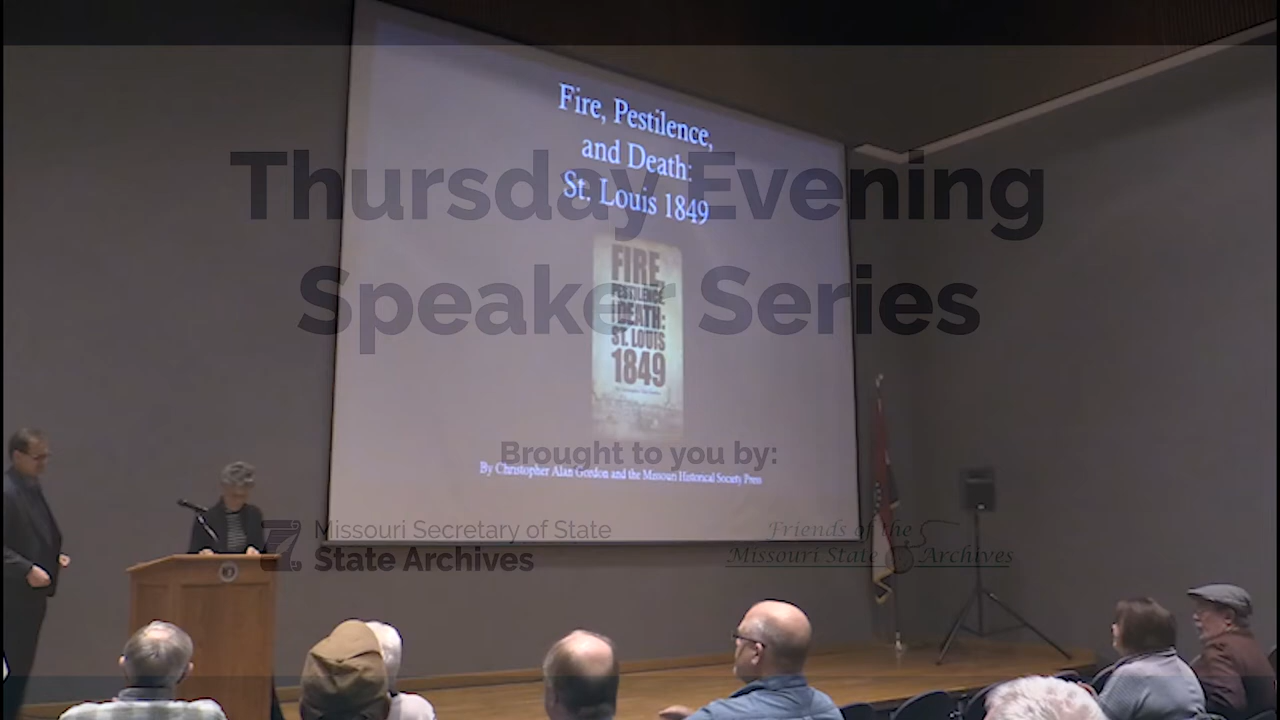 Fire, Pestilence,
and Death:
St. Louis 1849
Thursday Evening
Speaker Series
FIRE,
PESTILENCE,
AND DEATH:
ST. LOUIS
1849
Brought to you by:
By Christopher Alan Gordon and the Missouri Historical Society Press
Missouri Secretary of State
State Archives
Friends of the
Missouri State Archives